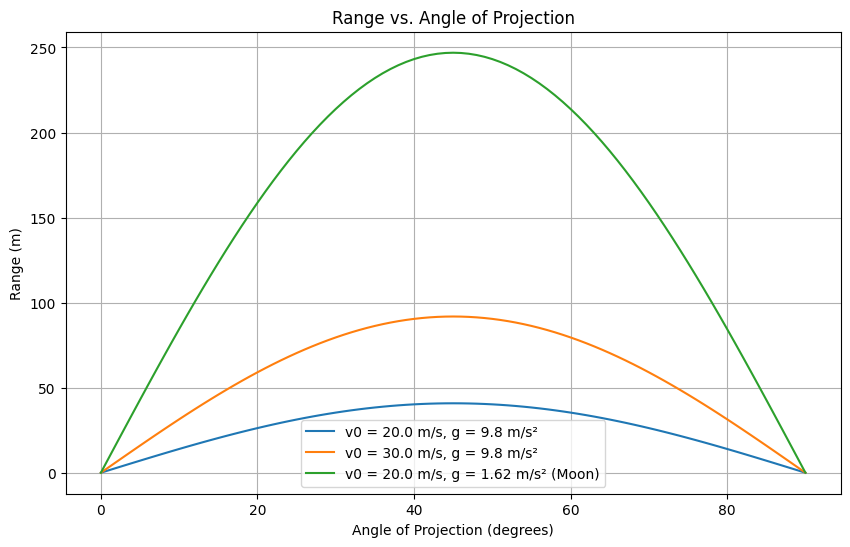 Range vs. Angle of Projection
Range (m)
250
200
150
100
50
0
v0 = 20.0 m/s, g = 9.8 m/s²
v0 = 30.0 m/s, g = 9.8 m/s²
v0 = 20.0 m/s, g = 1.62 m/s² (Moon)
0 20 40 60 80
Angle of Projection (degrees)